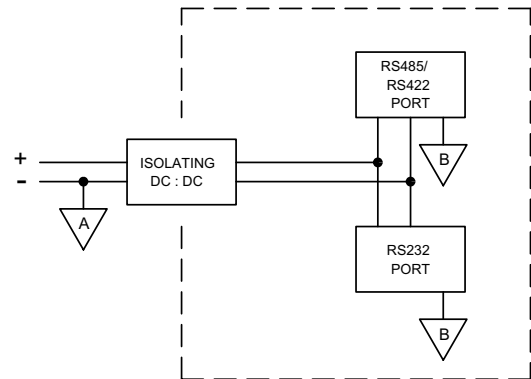 RS485/
RS422
PORT
B
+
-
ISOLATING
DC : DC
A
RS232
PORT
B